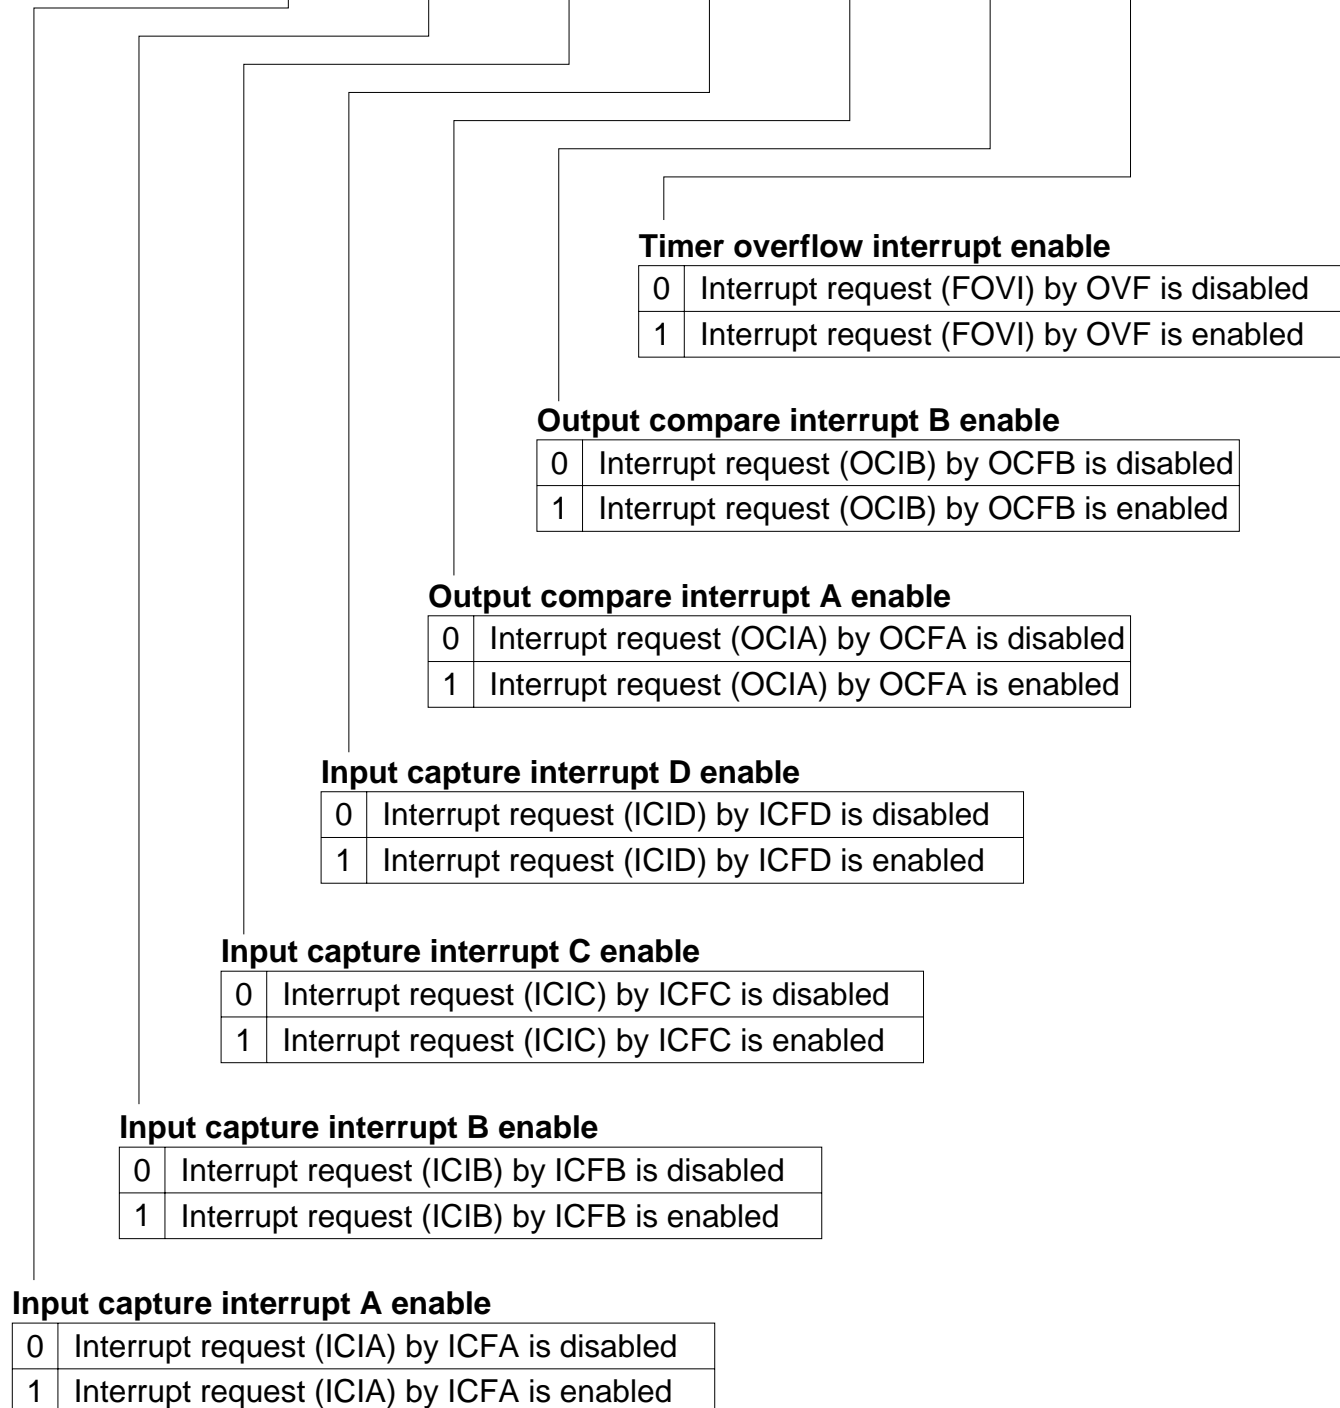 Timer overflow interrupt enable
0 Interrupt request (FOVI) by OVF is disabled
1 Interrupt request (FOVI) by OVF is enabled
Output compare interrupt B enable
0 Interrupt request (OCIB) by OCFB is disabled
1 Interrupt request (OCIB) by OCFB is enabled
Output compare interrupt A enable
0 Interrupt request (OCIA) by OCFA is disabled
1 Interrupt request (OCIA) by OCFA is enabled
Input capture interrupt D enable
0 Interrupt request (ICID) by ICFD is disabled
1 Interrupt request (ICID) by ICFD is enabled
Input capture interrupt C enable
0 Interrupt request (ICIC) by ICFC is disabled
1 Interrupt request (ICIC) by ICFC is enabled
Input capture interrupt B enable
0 Interrupt request (ICIB) by ICFB is disabled
1 Interrupt request (ICIB) by ICFB is enabled
Input capture interrupt A enable
0 Interrupt request (ICIA) by ICFA is disabled
1 Interrupt request (ICIA) by ICFA is enabled